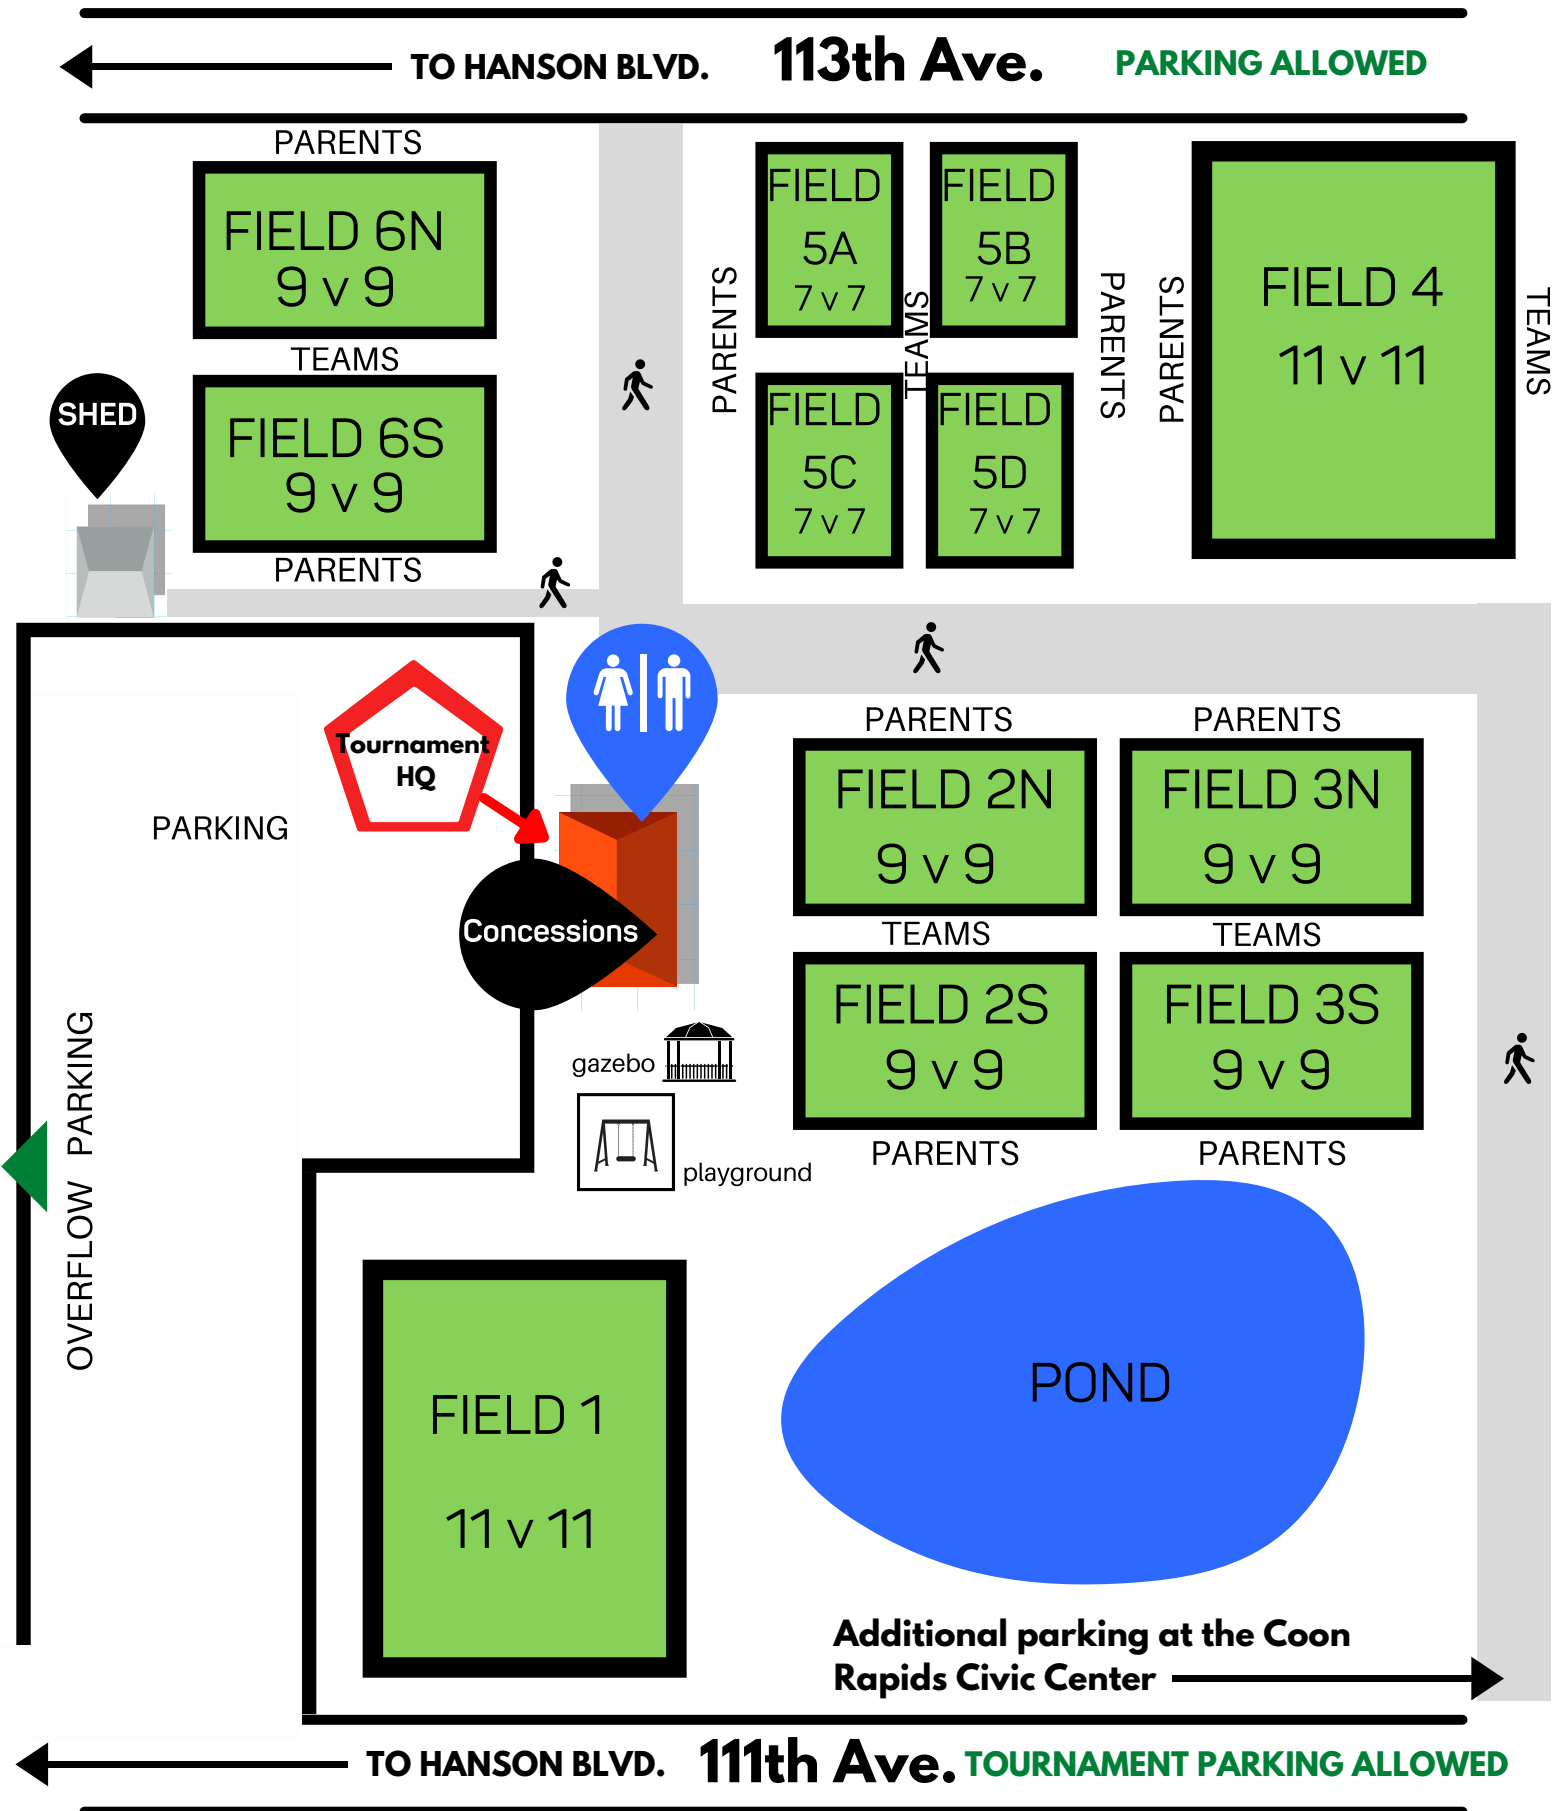 TO HANSON BLVD.
113th Ave.
PARKING ALLOWED
PARENTS
FIELD 6N
9 v 9
TEAMS
FIELD 6S
9 v 9
PARENTS
SHED
PARENTS
FIELD
5A
7 v 7
TEAMS
FIELD
5B
7 v 7
FIELD
5C
7 v 7
FIELD
5D
7 v 7
PARENTS
PARENTS
FIELD 4
11 v 11
TEAMS
Tournament
HQ
PARKING
Concessions
OVERFLOW PARKING
gazebo
playground
PARENTS
FIELD 2N
9 v 9
TEAMS
FIELD 2S
9 v 9
PARENTS
PARENTS
FIELD 3N
9 v 9
TEAMS
FIELD 3S
9 v 9
PARENTS
FIELD 1
11 v 11
POND
Additional parking at the Coon
Rapids Civic Center
TO HANSON BLVD.
111th Ave.
TOURNAMENT PARKING ALLOWED